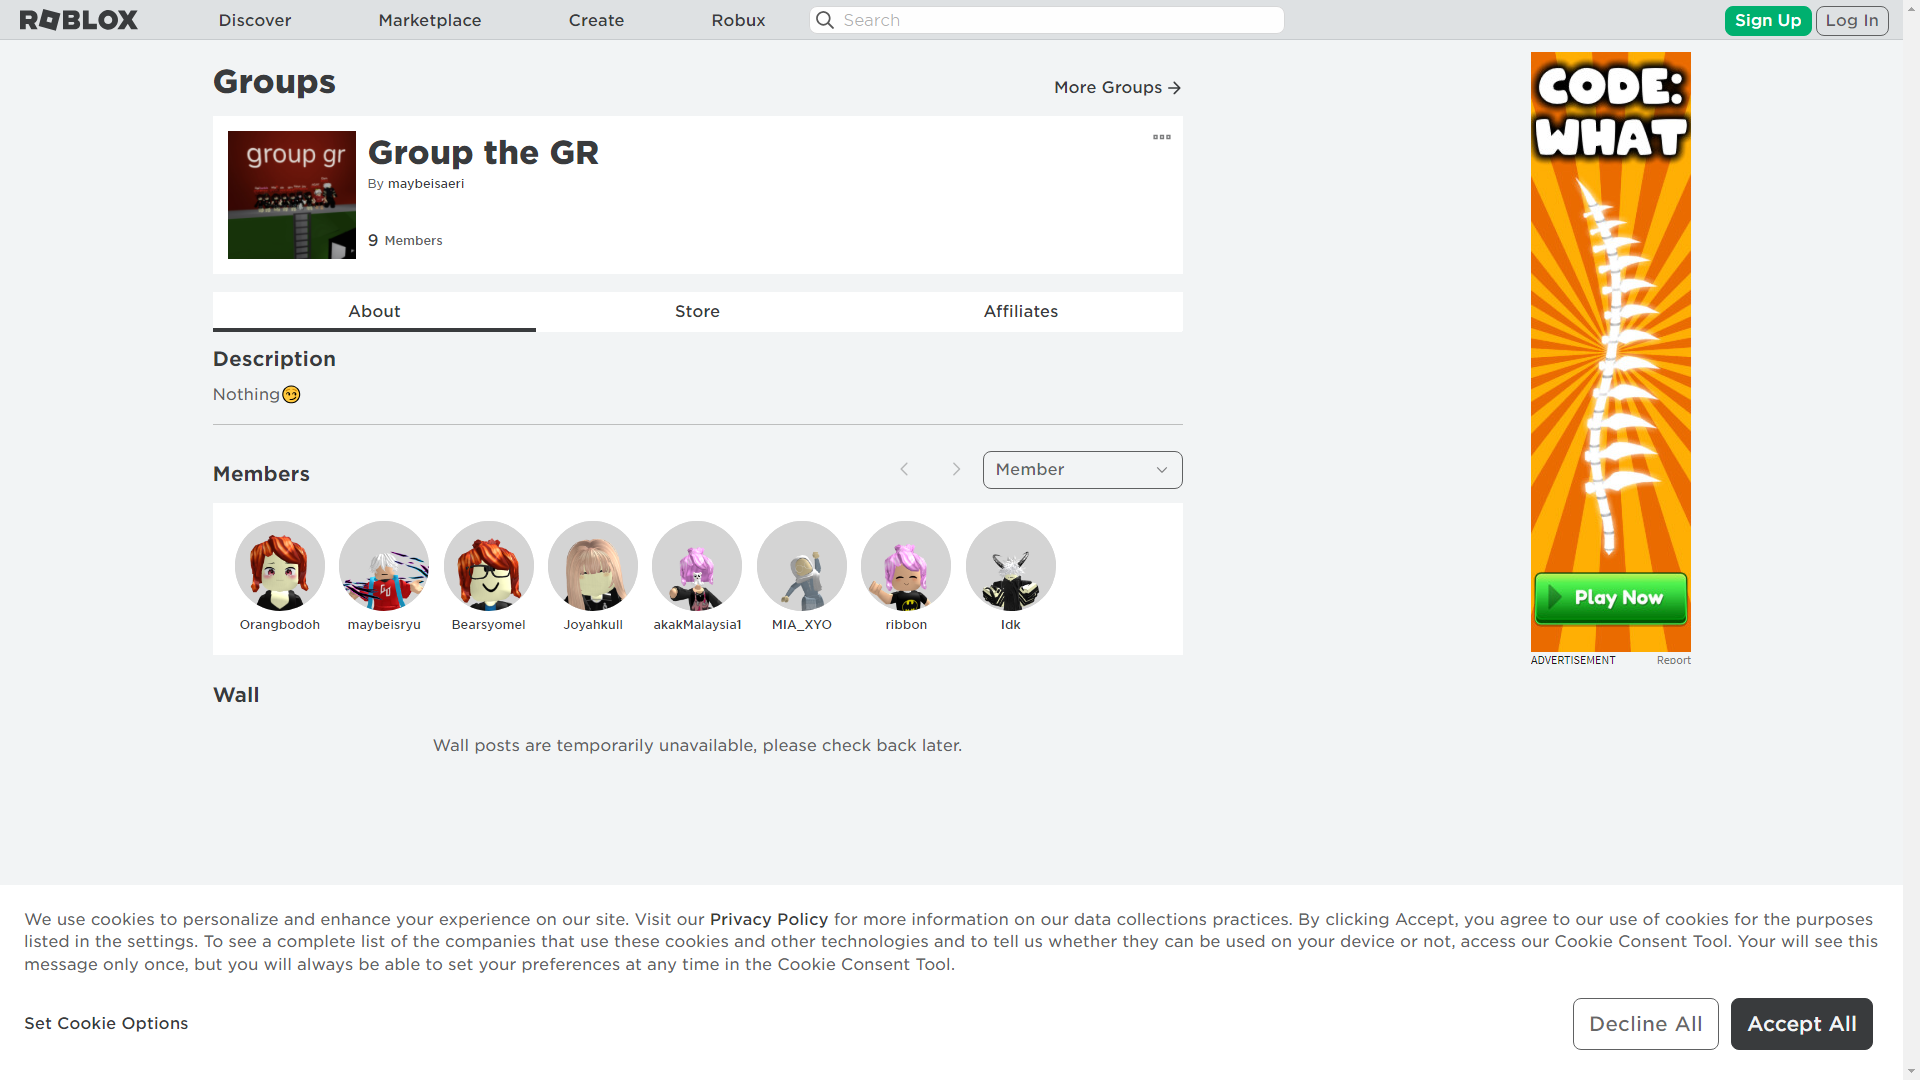 ROBLOX
Discover
Marketplace
Create
Robux
Search
Sign Up
Log In
Groups
More Groups
group gr
Group the GR
By maybeisaeri
9 Members
About
Store
Affiliates
Description
Nothing😏
Members
Member
Orangbodoh
maybeisryu
Bearsyomel
Joyahkull
akakMalaysia1
MIA_XYO
ribbon
Idk
Wall
Wall posts are temporarily unavailable, please check back later.
CODE:
WHAT
Play Now
ADVERTISEMENT
Report
We use cookies to personalize and enhance your experience on our site. Visit our Privacy Policy for more information on our data collections practices. By clicking Accept, you agree to our use of cookies for the purposes
listed in the settings. To see a complete list of the companies that use these cookies and other technologies and to tell us whether they can be used on your device or not, access our Cookie Consent Tool. Your will see this
message only once, but you will always be able to set your preferences at any time in the Cookie Consent Tool.
Set Cookie Options
Decline All
Accept All